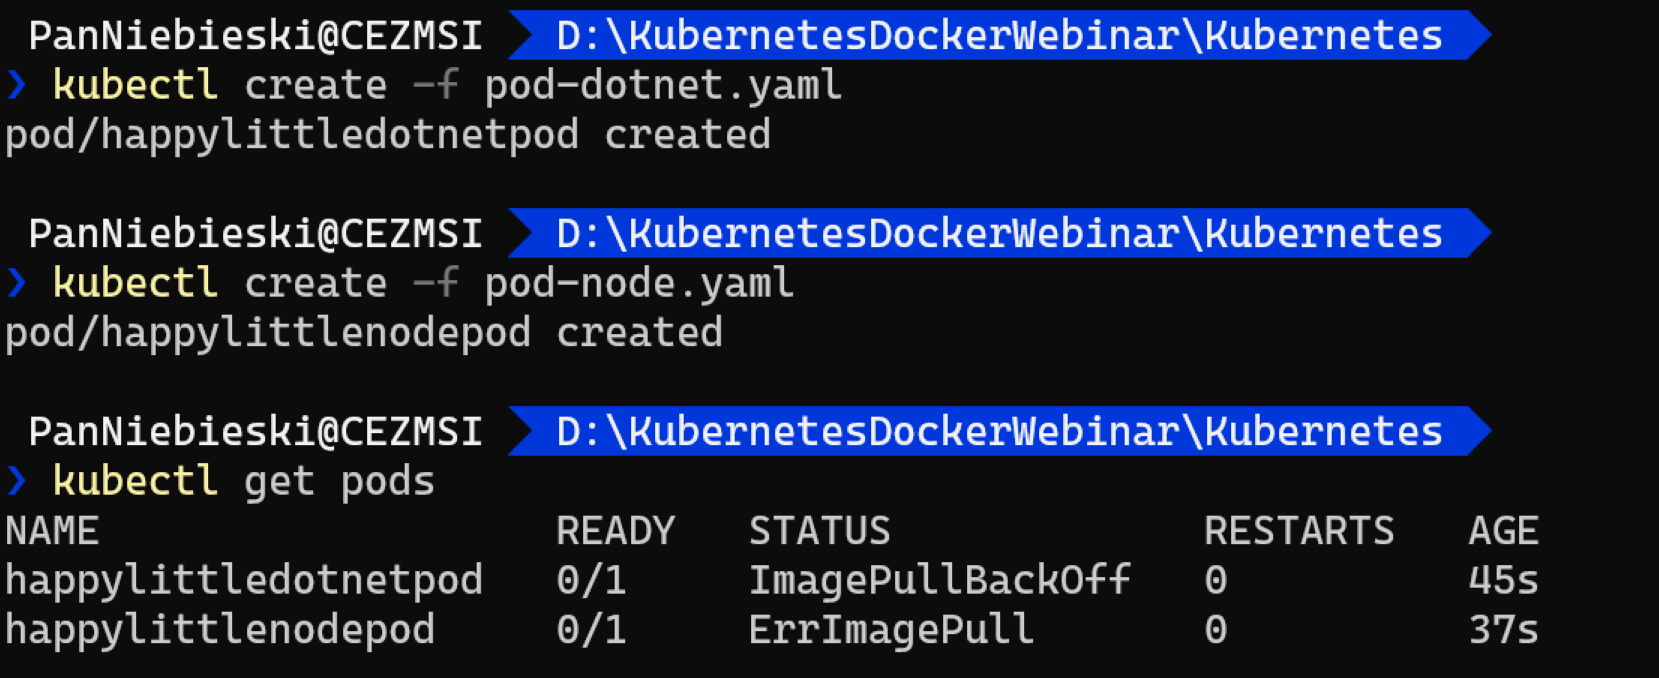 PanNiebieski@CEZMSI D:\KubernetesDockerWebinar\Kubernetes
❯ kubectl create -f pod-dotnet.yaml
pod/happylittledotnetpod created
PanNiebieski@CEZMSI D:\KubernetesDockerWebinar\Kubernetes
❯ kubectl create -f pod-node.yaml
pod/happylittlenodepod created
PanNiebieski@CEZMSI D:\KubernetesDockerWebinar\Kubernetes
❯ kubectl get pods
NAME READY STATUS RESTARTS AGE
happylittledotnetpod 0/1 ImagePullBackOff 0 45s
happylittlenodepod 0/1 ErrImagePull 0 37s